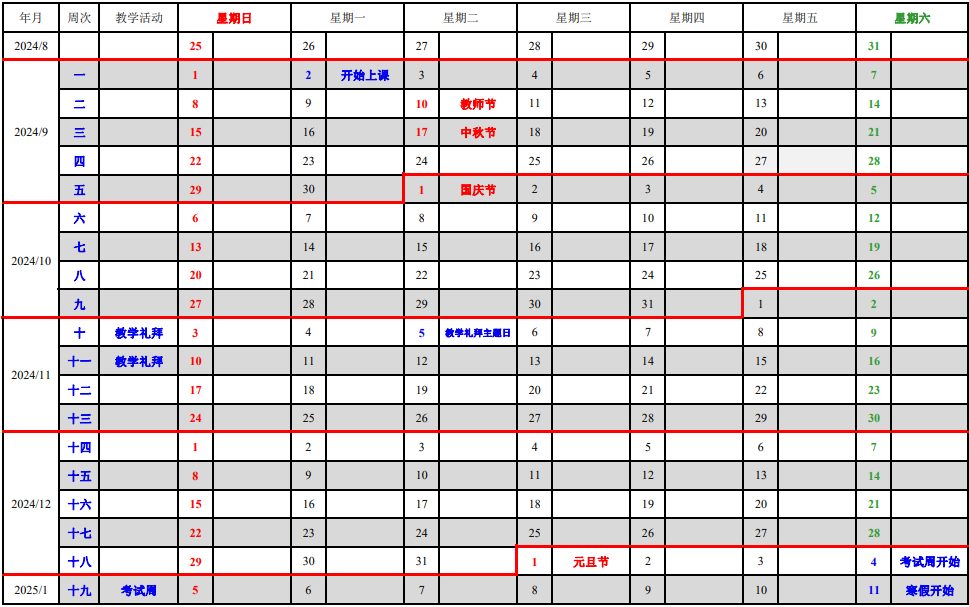 年月 周次 教学活动 星期日 星期一 星期二 星期三 星期四 星期五 星期六
2024/8 25 26 27 28 29 30 31
一 1 2 开始上课 3 4 5 6 7
二 8 9 10 教师节 11 12 13 14
2024/9 三 15 16 17 中秋节 18 19 20 21
四 22 23 24 25 26 27 28
五 29 30 1 国庆节 2 3 4 5
六 6 7 8 9 10 11 12
七 13 14 15 16 17 18 19
2024/10 八 20 21 22 23 24 25 26
九 27 28 29 30 31 1 2
十 教学礼拜 3 4 5 教学礼拜主题日 6 7 8 9
十一 教学礼拜 10 11 12 13 14 15 16
2024/11 十二 17 18 19 20 21 22 23
十三 24 25 26 27 28 29 30
十四 1 2 3 4 5 6 7
十五 8 9 10 11 12 13 14
2024/12 十六 15 16 17 18 19 20 21
十七 22 23 24 25 26 27 28
十八 29 30 31 1 元旦节 2 3 4 考试周开始
2025/1 十九 考试周 5 6 7 8 9 10 11 寒假开始